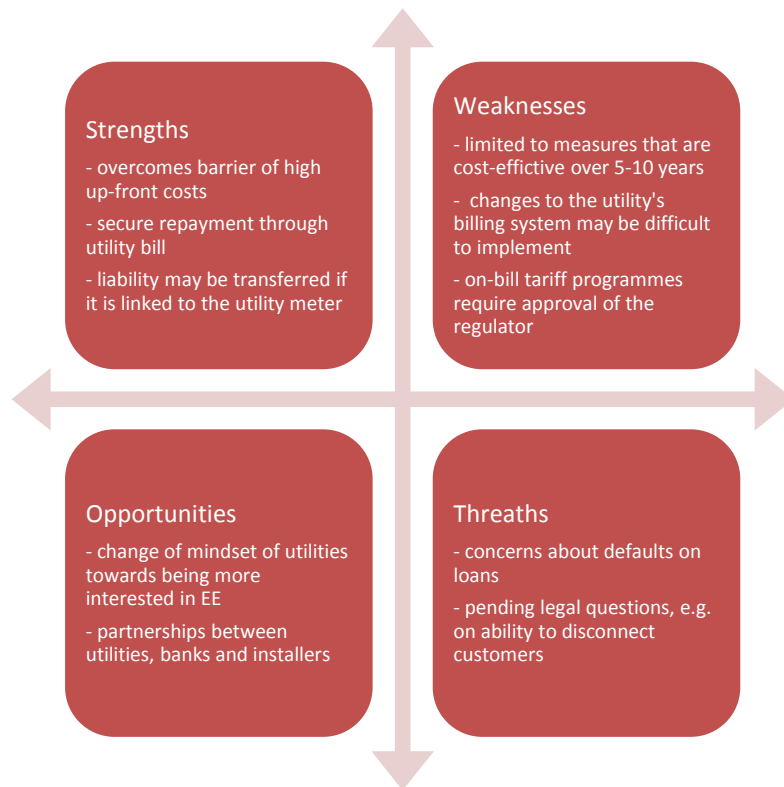 Strengths
- overcomes barrier of high
up-front costs
- secure repayment through
utility bill
- liability may be transferred if
it is linked to the utility meter
Weaknesses
- limited to measures that are
cost-effictive over 5-10 years
-  changes to the utility's
billing system may be difficult
to implement
- on-bill tariff programmes
require approval of the
regulator
Opportunities
- change of mindset of utilities
towards being more
interested in EE
- partnerships between
utilities, banks and installers
Threaths
- concerns about defaults on
loans
- pending legal questions, e.g.
on ability to disconnect
customers